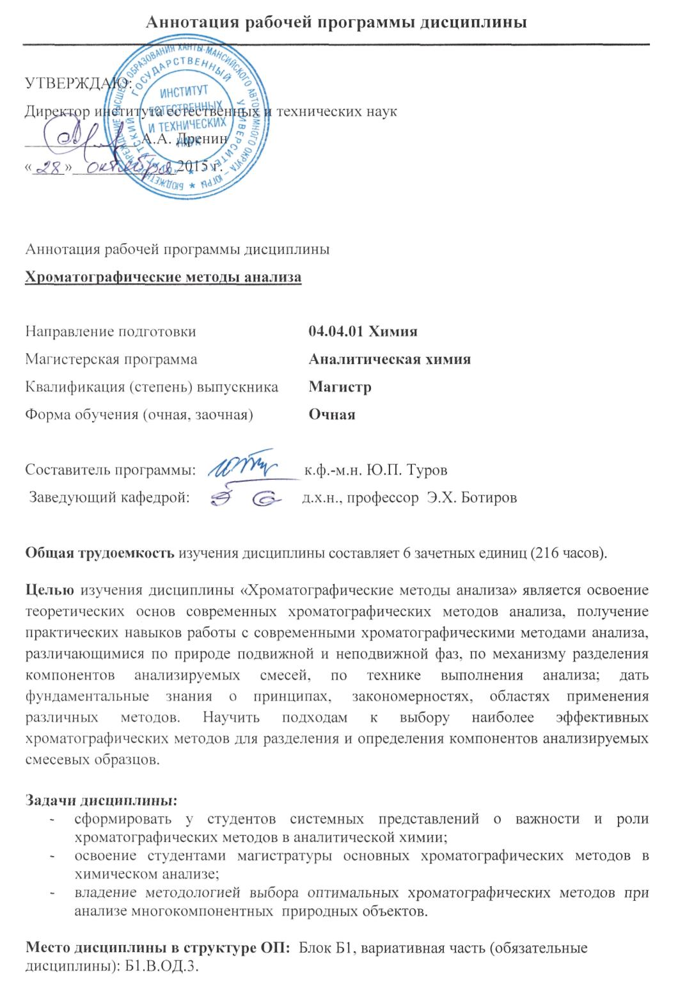 Аннотация рабочей программы дисциплины
УТВЕРЖДАЮ:
Директор института естественных и технических наук
А.А. Дренин
«28» октября 2015 г.
БЮДЖЕТНОЕ УЧРЕЖДЕНИЕ ВЫСШЕГО ОБРАЗОВАНИЯ ХАНТЫ-МАНСИЙСКОГО АВТОНОМНОГО ОКРУГА – ЮГРЫ
ГОСУДАРСТВЕННЫЙ УНИВЕРСИТЕТ
ИНСТИТУТ
ЕСТЕСТВЕННЫХ
И ТЕХНИЧЕСКИХ
НАУК
Аннотация рабочей программы дисциплины
Хроматографические методы анализа
Направление подготовки 04.04.01 Химия
Магистерская программа Аналитическая химия
Квалификация (степень) выпускника Магистр
Форма обучения (очная, заочная) Очная
Составитель программы: к.ф.-м.н. Ю.П. Туров
Заведующий кафедрой: д.х.н., профессор Э.Х. Ботиров
Общая трудоемкость изучения дисциплины составляет 6 зачетных единиц (216 часов).
Целью изучения дисциплины «Хроматографические методы анализа» является освоение
теоретических основ современных хроматографических методов анализа, получение
практических навыков работы с современными хроматографическими методами анализа,
различающимися по природе подвижной и неподвижной фаз, по механизму разделения
компонентов анализируемых смесей, по технике выполнения анализа; дать
фундаментальные знания о принципах, закономерностях, областях применения
различных методов. Научить подходам к выбору наиболее эффективных
хроматографических методов для разделения и определения компонентов анализируемых
смесевых образцов.
Задачи дисциплины:
- сформировать у студентов системных представлений о важности и роли
хроматографических методов в аналитической химии;
- освоение студентами магистратуры основных хроматографических методов в
химическом анализе;
- владение методологией выбора оптимальных хроматографических методов при
анализе многокомпонентных природных объектов.
Место дисциплины в структуре ОП: Блок Б1, вариативная часть (обязательные
дисциплины): Б1.В.ОД.3.